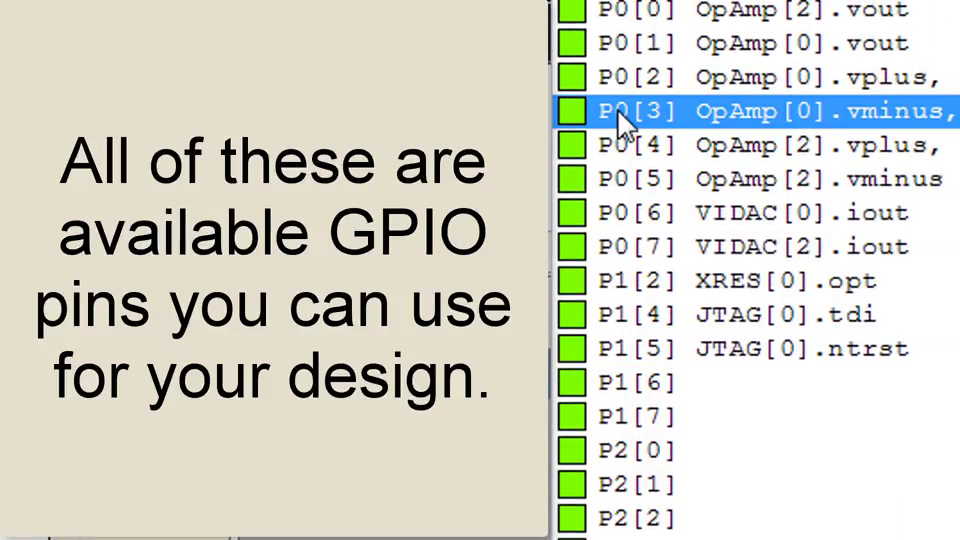 All of these are
available GPIO
pins you can use
for your design.
P0[0] OpAmp[2].vout
P0[1] OpAmp[0].vout
P0[2] OpAmp[0].vplus,
P0[3] OpAmp[0].vminus,
P0[4] OpAmp[2].vplus,
P0[5] OpAmp[2].vminus
P0[6] VIDAC[0].iout
P0[7] VIDAC[2].iout
P1[2] XRES[0].opt
P1[4] JTAG[0].tdi
P1[5] JTAG[0].ntrst
P1[6]
P1[7]
P2[0]
P2[1]
P2[2]